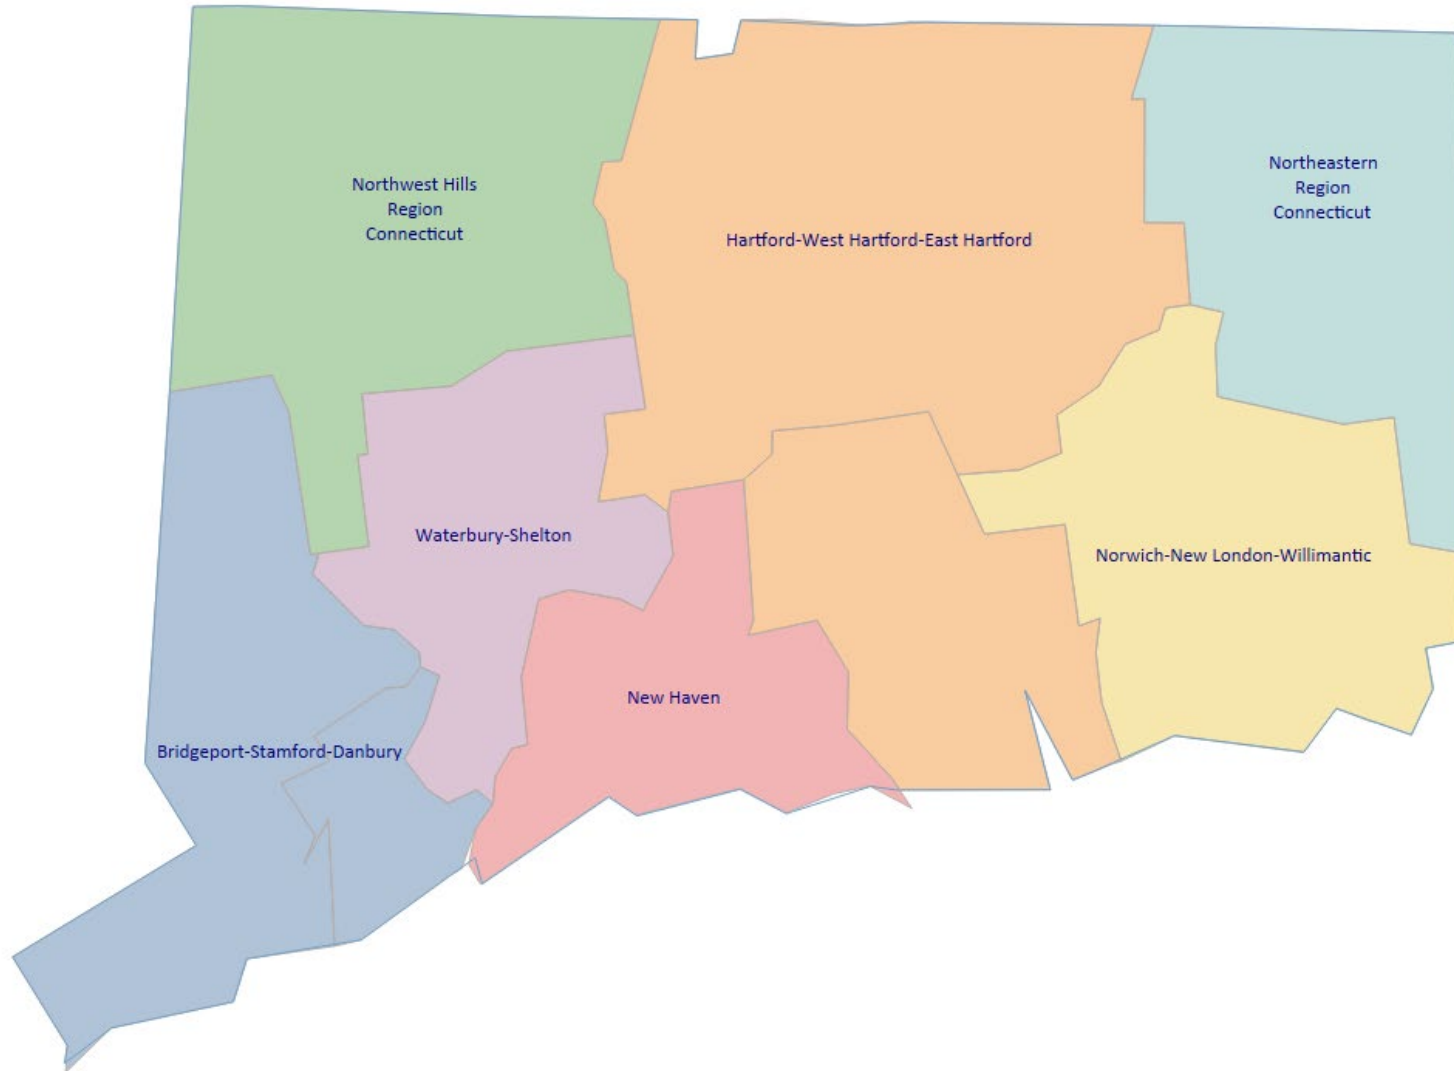 Northwest Hills
Region
Connecticut
Hartford-West Hartford-East Hartford
Northeastern
Region
Connecticut
Waterbury-Shelton
Norwich-New London-Willimantic
New Haven
Bridgeport-Stamford-Danbury